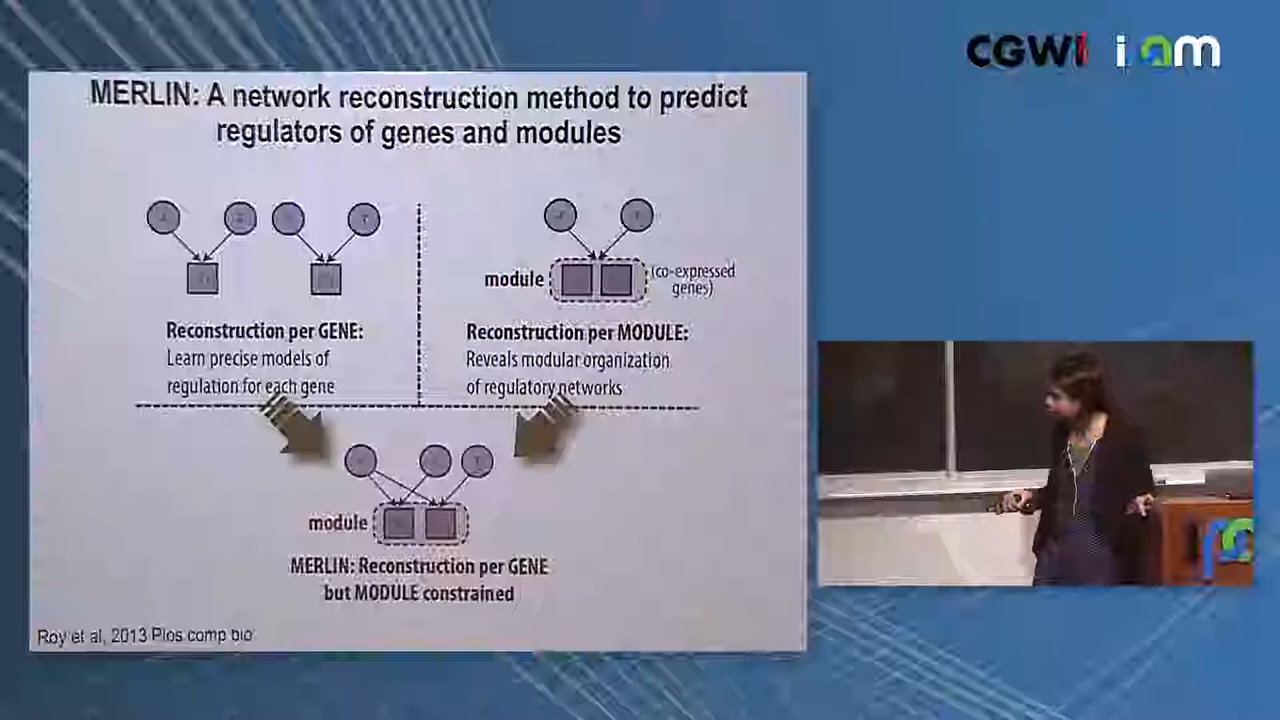 CGWI i am
MERLIN: A network reconstruction method to predict
regulators of genes and modules
module
(co-expressed
genes)
Reconstruction per GENE:
Learn precise models of
regulation for each gene
Reconstruction per MODULE:
Reveals modular organization
of regulatory networks
module
MERLIN: Reconstruction per GENE
but MODULE constrained
Roy et al, 2013 Plos comp bio